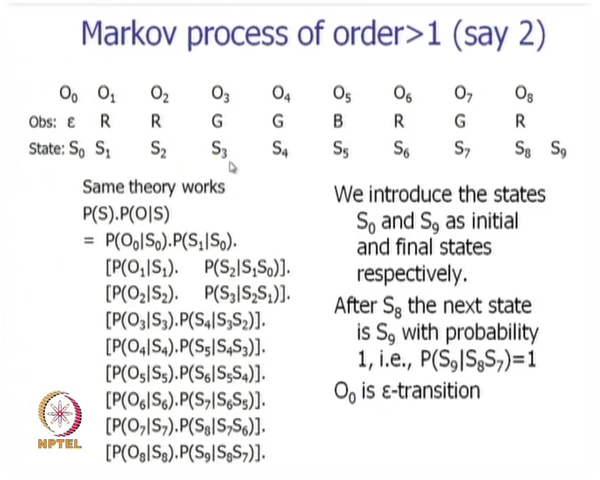 Markov process of order>1 (say 2)
O₀ O₁ O₂ O₃ O₄ O₅ O₆ O₇ O₈
Obs: ε R R G G B R G R
State: S₀ S₁ S₂ S₃ S₄ S₅ S₆ S₇ S₈ S₉
Same theory works
P(S).P(O|S)
= P(O₀|S₀).P(S₁|S₀).
[P(O₁|S₁). P(S₂|S₁S₀)].
[P(O₂|S₂). P(S₃|S₂S₁)].
[P(O₃|S₃).P(S₄|S₃S₂)].
[P(O₄|S₄).P(S₅|S₄S₃)].
[P(O₅|S₅).P(S₆|S₅S₄)].
[P(O₆|S₆).P(S₇|S₆S₅)].
[P(O₇|S₇).P(S₈|S₇S₆)].
[P(O₈|S₈).P(S₉|S₈S₇)].
We introduce the states
S₀ and S₉ as initial
and final states
respectively.
After S₈ the next state
is S₉ with probability
1, i.e., P(S₉|S₈S₇)=1
O₀ is ε-transition
NPTEL